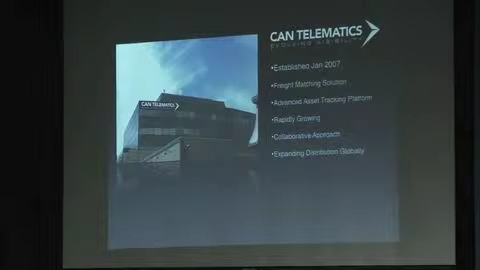 CAN TELEMATICS
EVOLVING VISIBILITY
CAN TELEMATICS
•Established Jan 2007
•Freight Matching Solution
•Advanced Asset Tracking Platform
•Rapidly Growing
•Collaborative Approach
•Expanding Distribution Globally